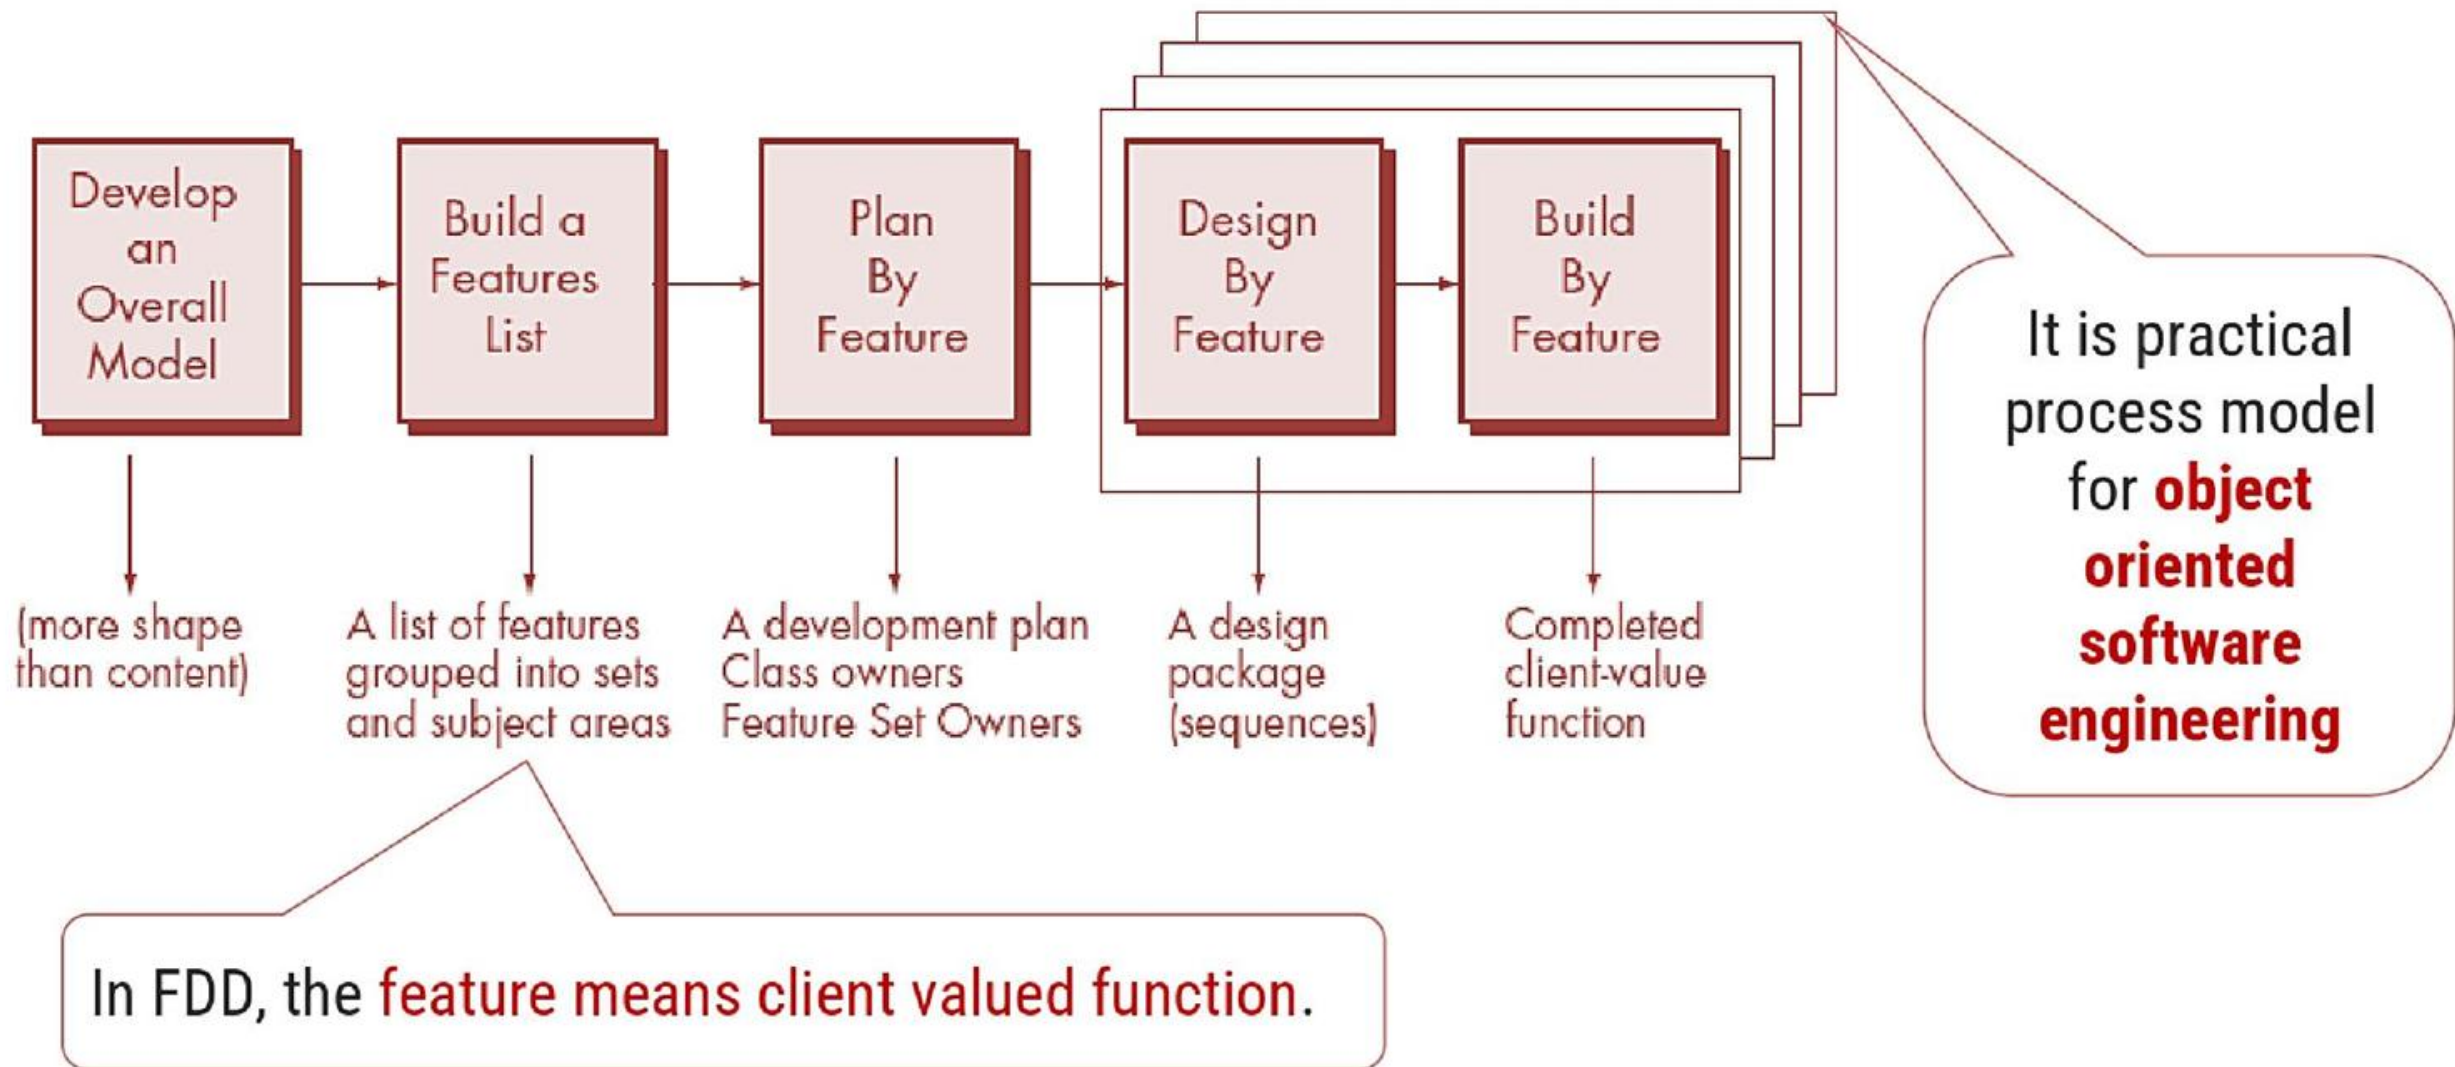 Develop
an
Overall
Model
Build a
Features
List
Plan
By
Feature
Design
By
Feature
Build
By
Feature
(more shape
than content)
A list of features
grouped into sets
and subject areas
A development plan
Class owners
Feature Set Owners
A design
package
(sequences)
Completed
client-value
function
It is practical
process model
for object
oriented
software
engineering
In FDD, the feature means client valued function.